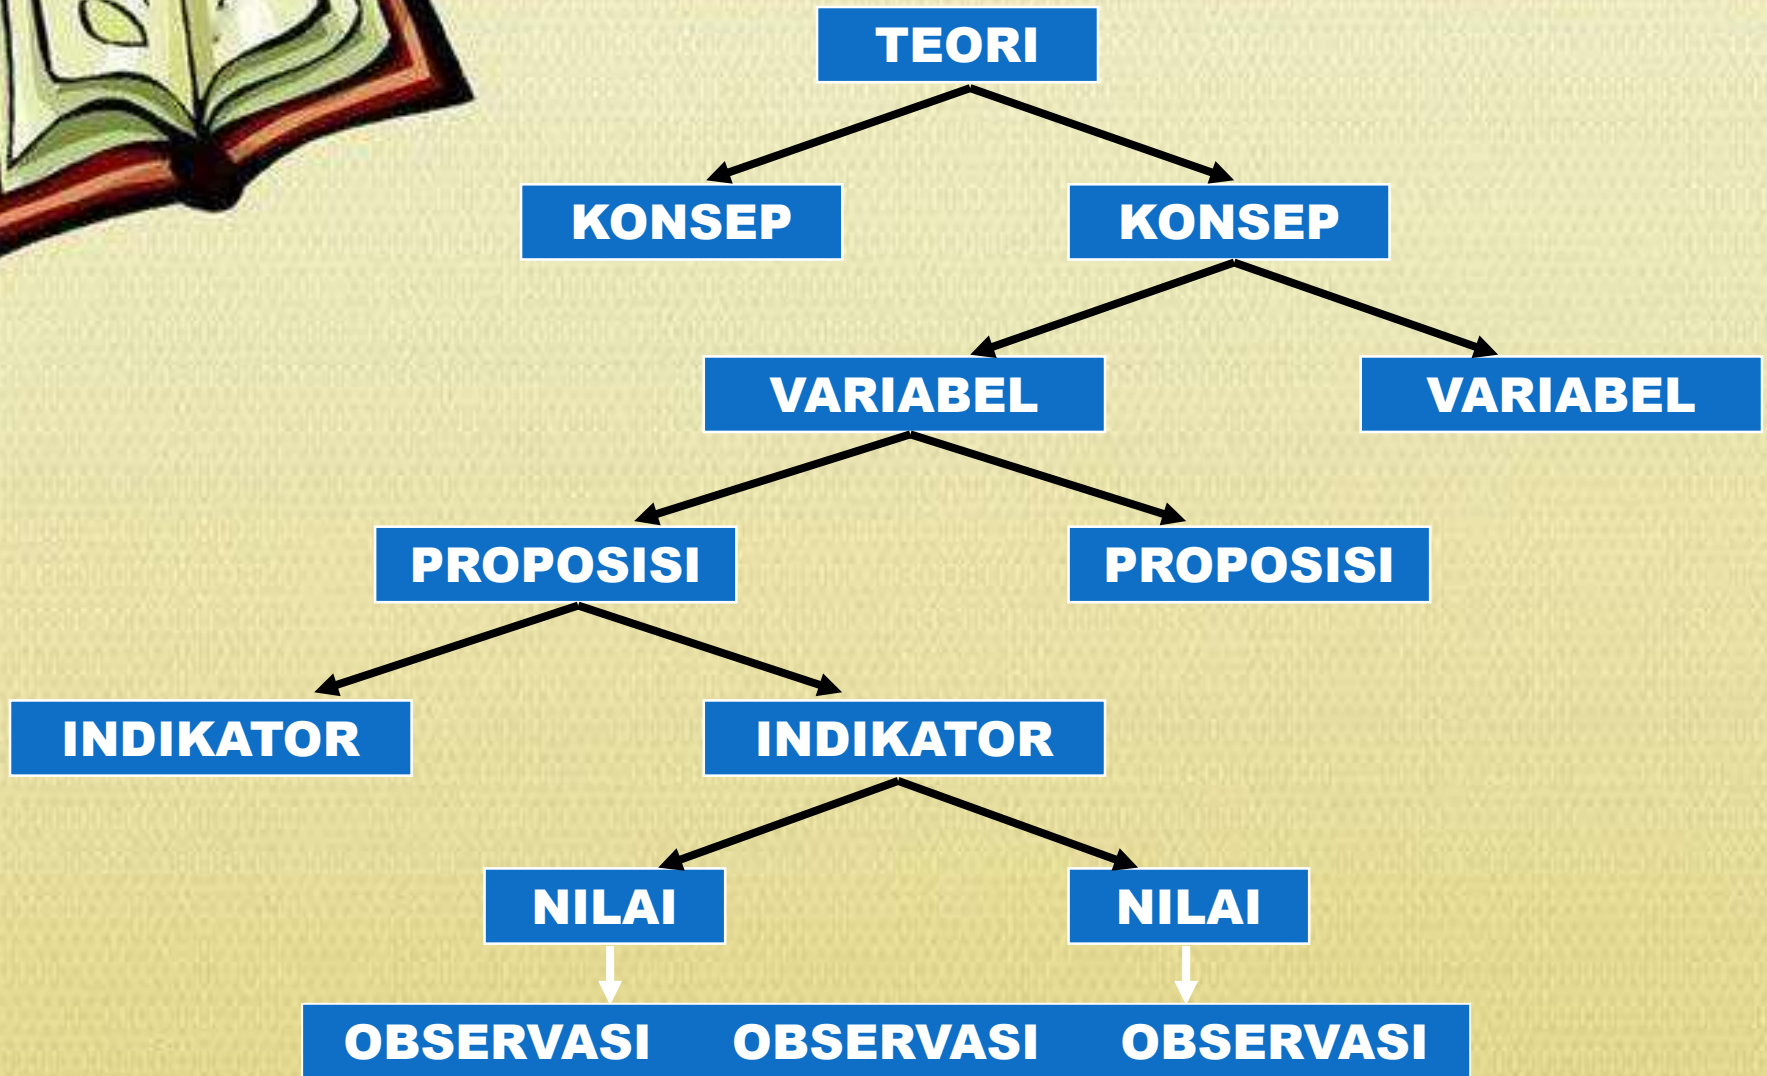 TEORI
KONSEP KONSEP
VARIABEL VARIABEL
PROPOSISI PROPOSISI
INDIKATOR INDIKATOR
NILAI NILAI
OBSERVASI OBSERVASI OBSERVASI